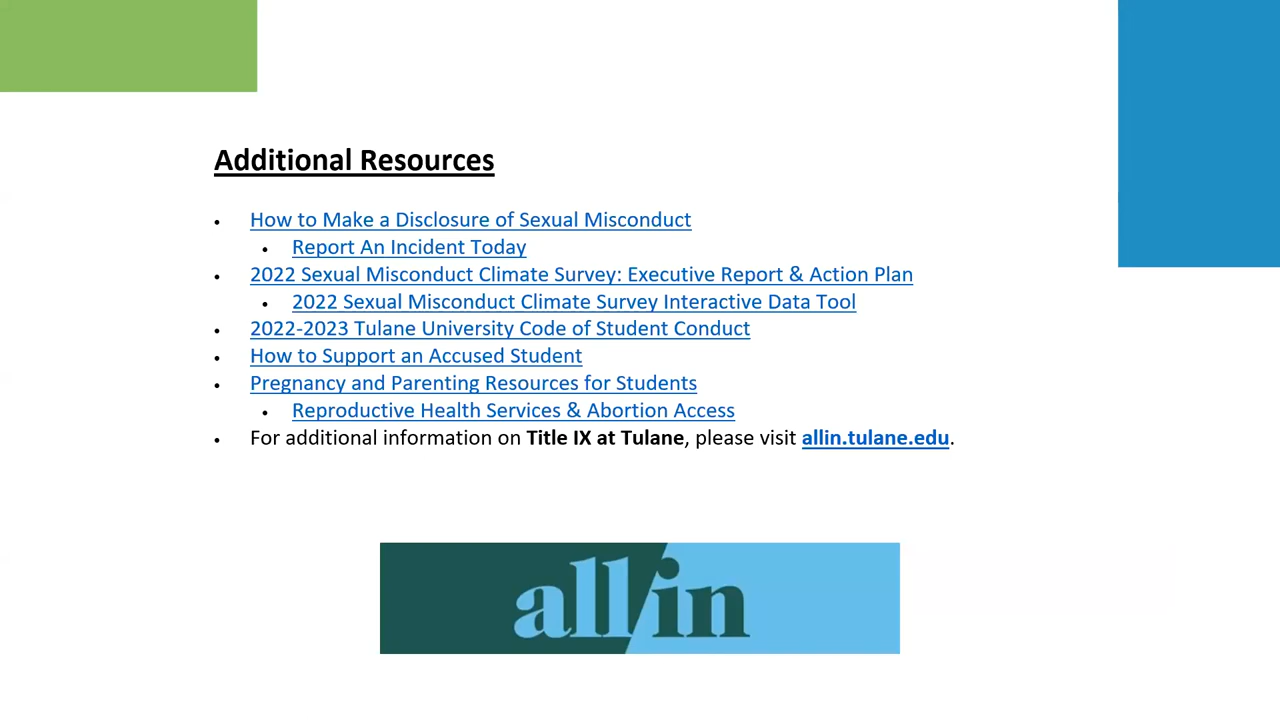 Additional Resources
• How to Make a Disclosure of Sexual Misconduct
• Report An Incident Today
• 2022 Sexual Misconduct Climate Survey: Executive Report & Action Plan
• 2022 Sexual Misconduct Climate Survey Interactive Data Tool
• 2022-2023 Tulane University Code of Student Conduct
• How to Support an Accused Student
• Pregnancy and Parenting Resources for Students
• Reproductive Health Services & Abortion Access
• For additional information on Title IX at Tulane, please visit allin.tulane.edu.
all/in